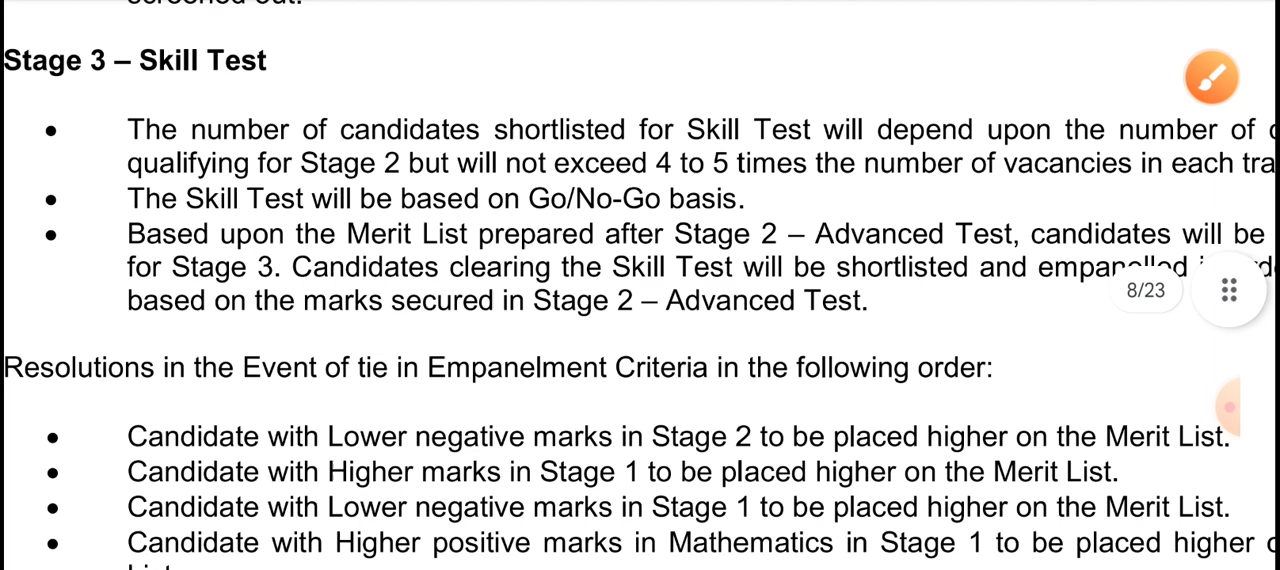 Stage 3 – Skill Test
• The number of candidates shortlisted for Skill Test will depend upon the number of
qualifying for Stage 2 but will not exceed 4 to 5 times the number of vacancies in each
• The Skill Test will be based on Go/No-Go basis.
• Based upon the Merit List prepared after Stage 2 – Advanced Test, candidates will be
for Stage 3. Candidates clearing the Skill Test will be shortlisted and empanelled
8/23
based on the marks secured in Stage 2 – Advanced Test.
Resolutions in the Event of tie in Empanelment Criteria in the following order:
• Candidate with Lower negative marks in Stage 2 to be placed higher on the Merit List.
• Candidate with Higher marks in Stage 1 to be placed higher on the Merit List.
• Candidate with Lower negative marks in Stage 1 to be placed higher on the Merit List.
• Candidate with Higher positive marks in Mathematics in Stage 1 to be placed higher